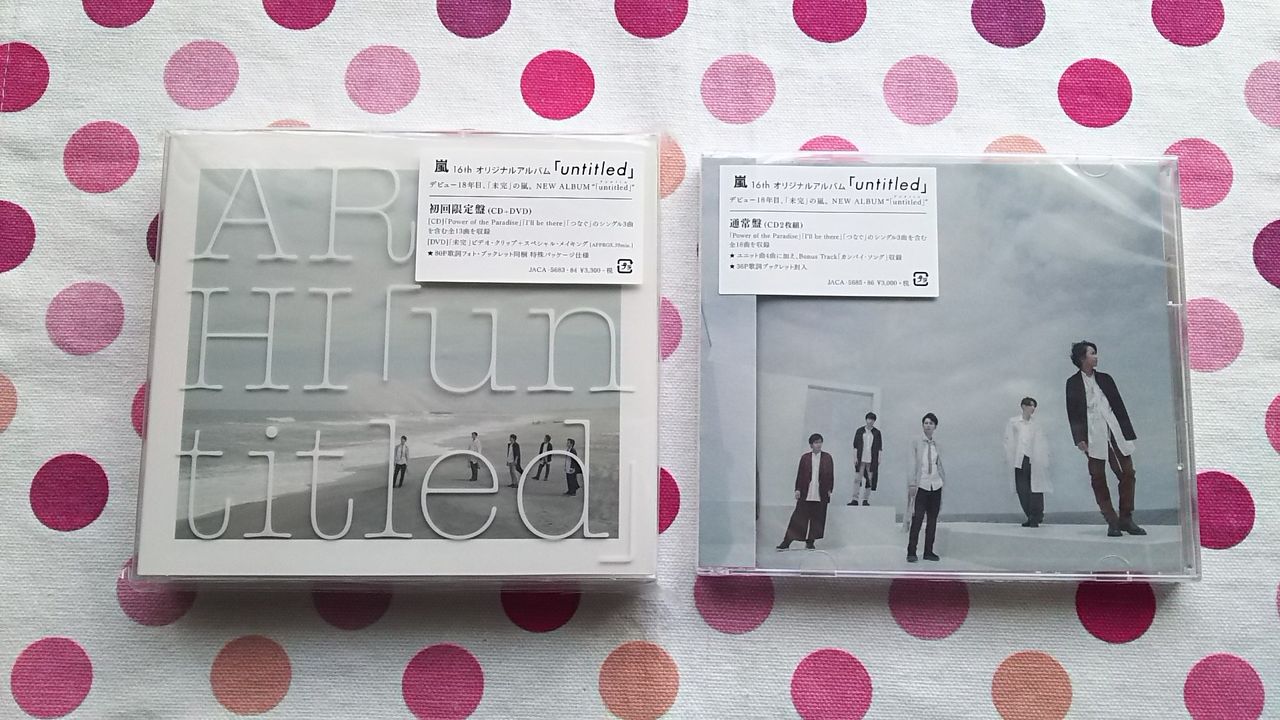 嵐 16th オリジナルアルバム「untitled」
デビュー18年目、「未完」の嵐。NEW ALBUM "「untitled」"
初回限定盤(CD+DVD)
[CD]「Power of the Paradise」「I'll be there」「つなぐ」のシングル3曲
を含む全13曲を収録
[DVD]「未完」ビデオ・クリップ+スペシャル・メイキング [APPROX.39min.]
★80P歌詞フォト・ブックレット同梱 特殊パッケージ仕様
JACA-5683・84 ¥3,300+税
AR
HI「un
titled」
嵐 16th オリジナルアルバム「untitled」
デビュー18年目、「未完」の嵐。NEW ALBUM "「untitled」"
通常盤(CD2枚組)
「Power of the Paradise」「I'll be there」「つなぐ」のシングル3曲を含む
全18曲を収録
★ユニット曲4曲に加え、Bonus Track「カンパイ・ソング」収録
★36P歌詞ブックレット封入
JACA-5685・86 ¥3,000+税